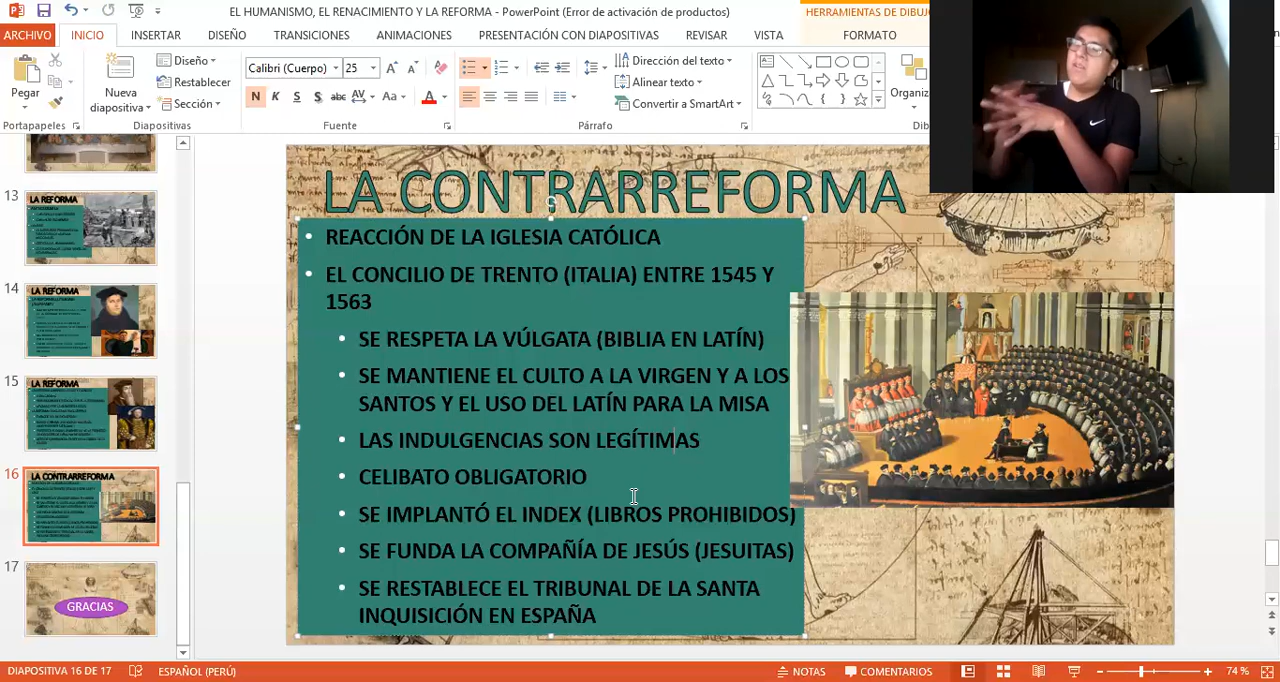 EL HUMANISMO, EL RENACIMIENTO Y LA REFORMA - PowerPoint (Error de activación de productos)
HERRAMIENTAS DE DIBUJ
ARCHIVO
INICIO
INSERTAR
DISEÑO
TRANSICIONES
ANIMACIONES
PRESENTACIÓN CON DIAPOSITIVAS
REVISAR
VISTA
FORMATO
Pegar
Nueva
diapositiva
Diseño
Restablecer
Sección
Calibri (Cuerpo)
25
N K S S abc AV Aa A
Dirección del texto
Alinear texto
Convertir a SmartArt
Organiza
Portapapeles
Diapositivas
Fuente
Párrafo
Dib
13
LA REFORMA
14
LA REFORMA
15
LA REFORMA
16
LA CONTRARREFORMA
17
GRACIAS
LA CONTRARREFORMA
• REACCIÓN DE LA IGLESIA CATÓLICA
• EL CONCILIO DE TRENTO (ITALIA) ENTRE 1545 Y
1563
• SE RESPETA LA VÚLGATA (BIBLIA EN LATÍN)
• SE MANTIENE EL CULTO A LA VIRGEN Y A LOS
SANTOS Y EL USO DEL LATÍN PARA LA MISA
• LAS INDULGENCIAS SON LEGÍTIMAS
• CELIBATO OBLIGATORIO
• SE IMPLANTÓ EL INDEX (LIBROS PROHIBIDOS)
• SE FUNDA LA COMPAÑÍA DE JESÚS (JESUITAS)
• SE RESTABLECE EL TRIBUNAL DE LA SANTA
INQUISICIÓN EN ESPAÑA
DIAPOSITIVA 16 DE 17
ESPAÑOL (PERÚ)
NOTAS
COMENTARIOS
74 %